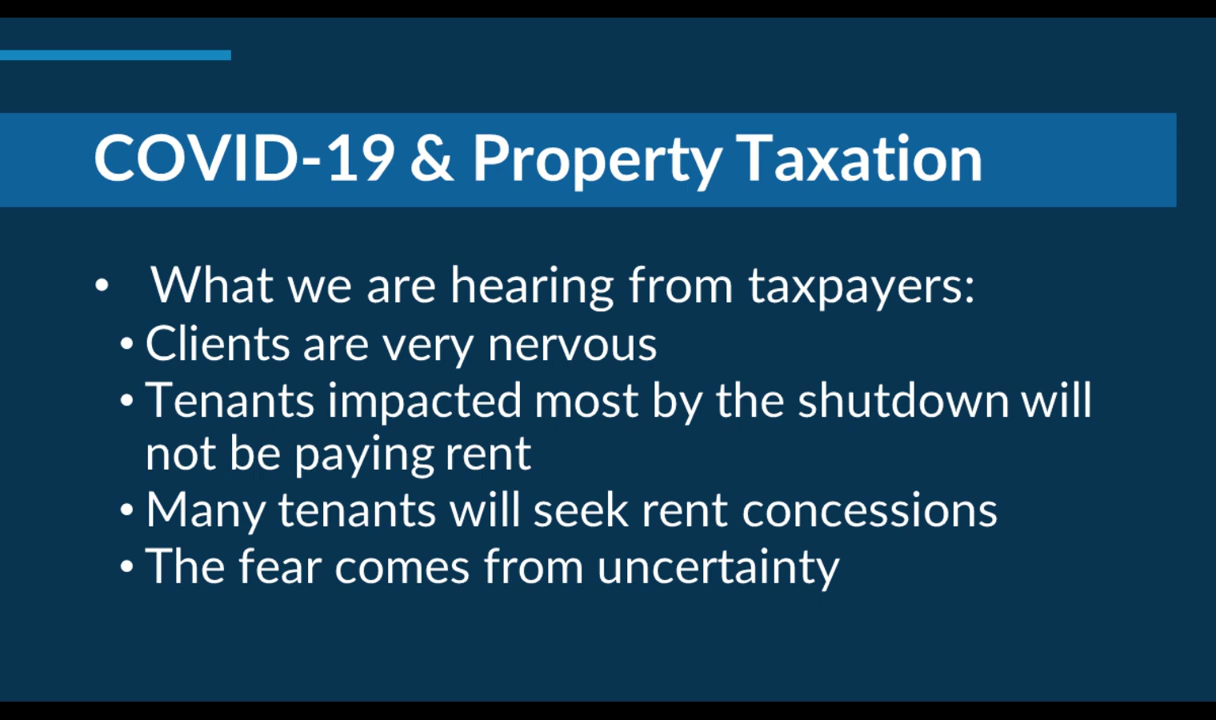 COVID-19 & Property Taxation
• What we are hearing from taxpayers:
• Clients are very nervous
• Tenants impacted most by the shutdown will
not be paying rent
• Many tenants will seek rent concessions
• The fear comes from uncertainty